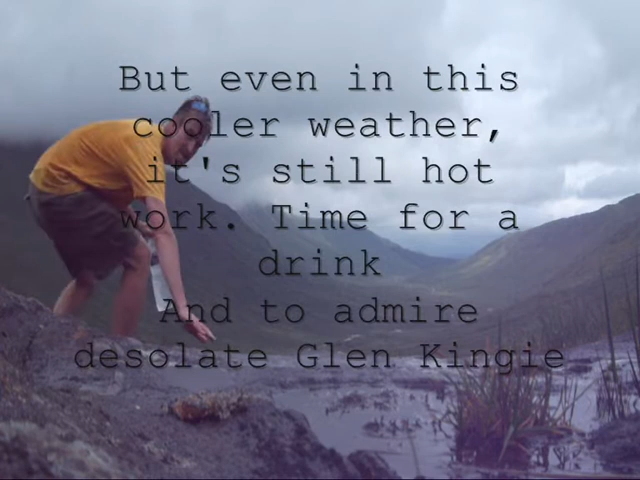 But even in this
cooler weather,
it's still hot
work. Time for a
drink
And to admire
desolate Glen Kingie